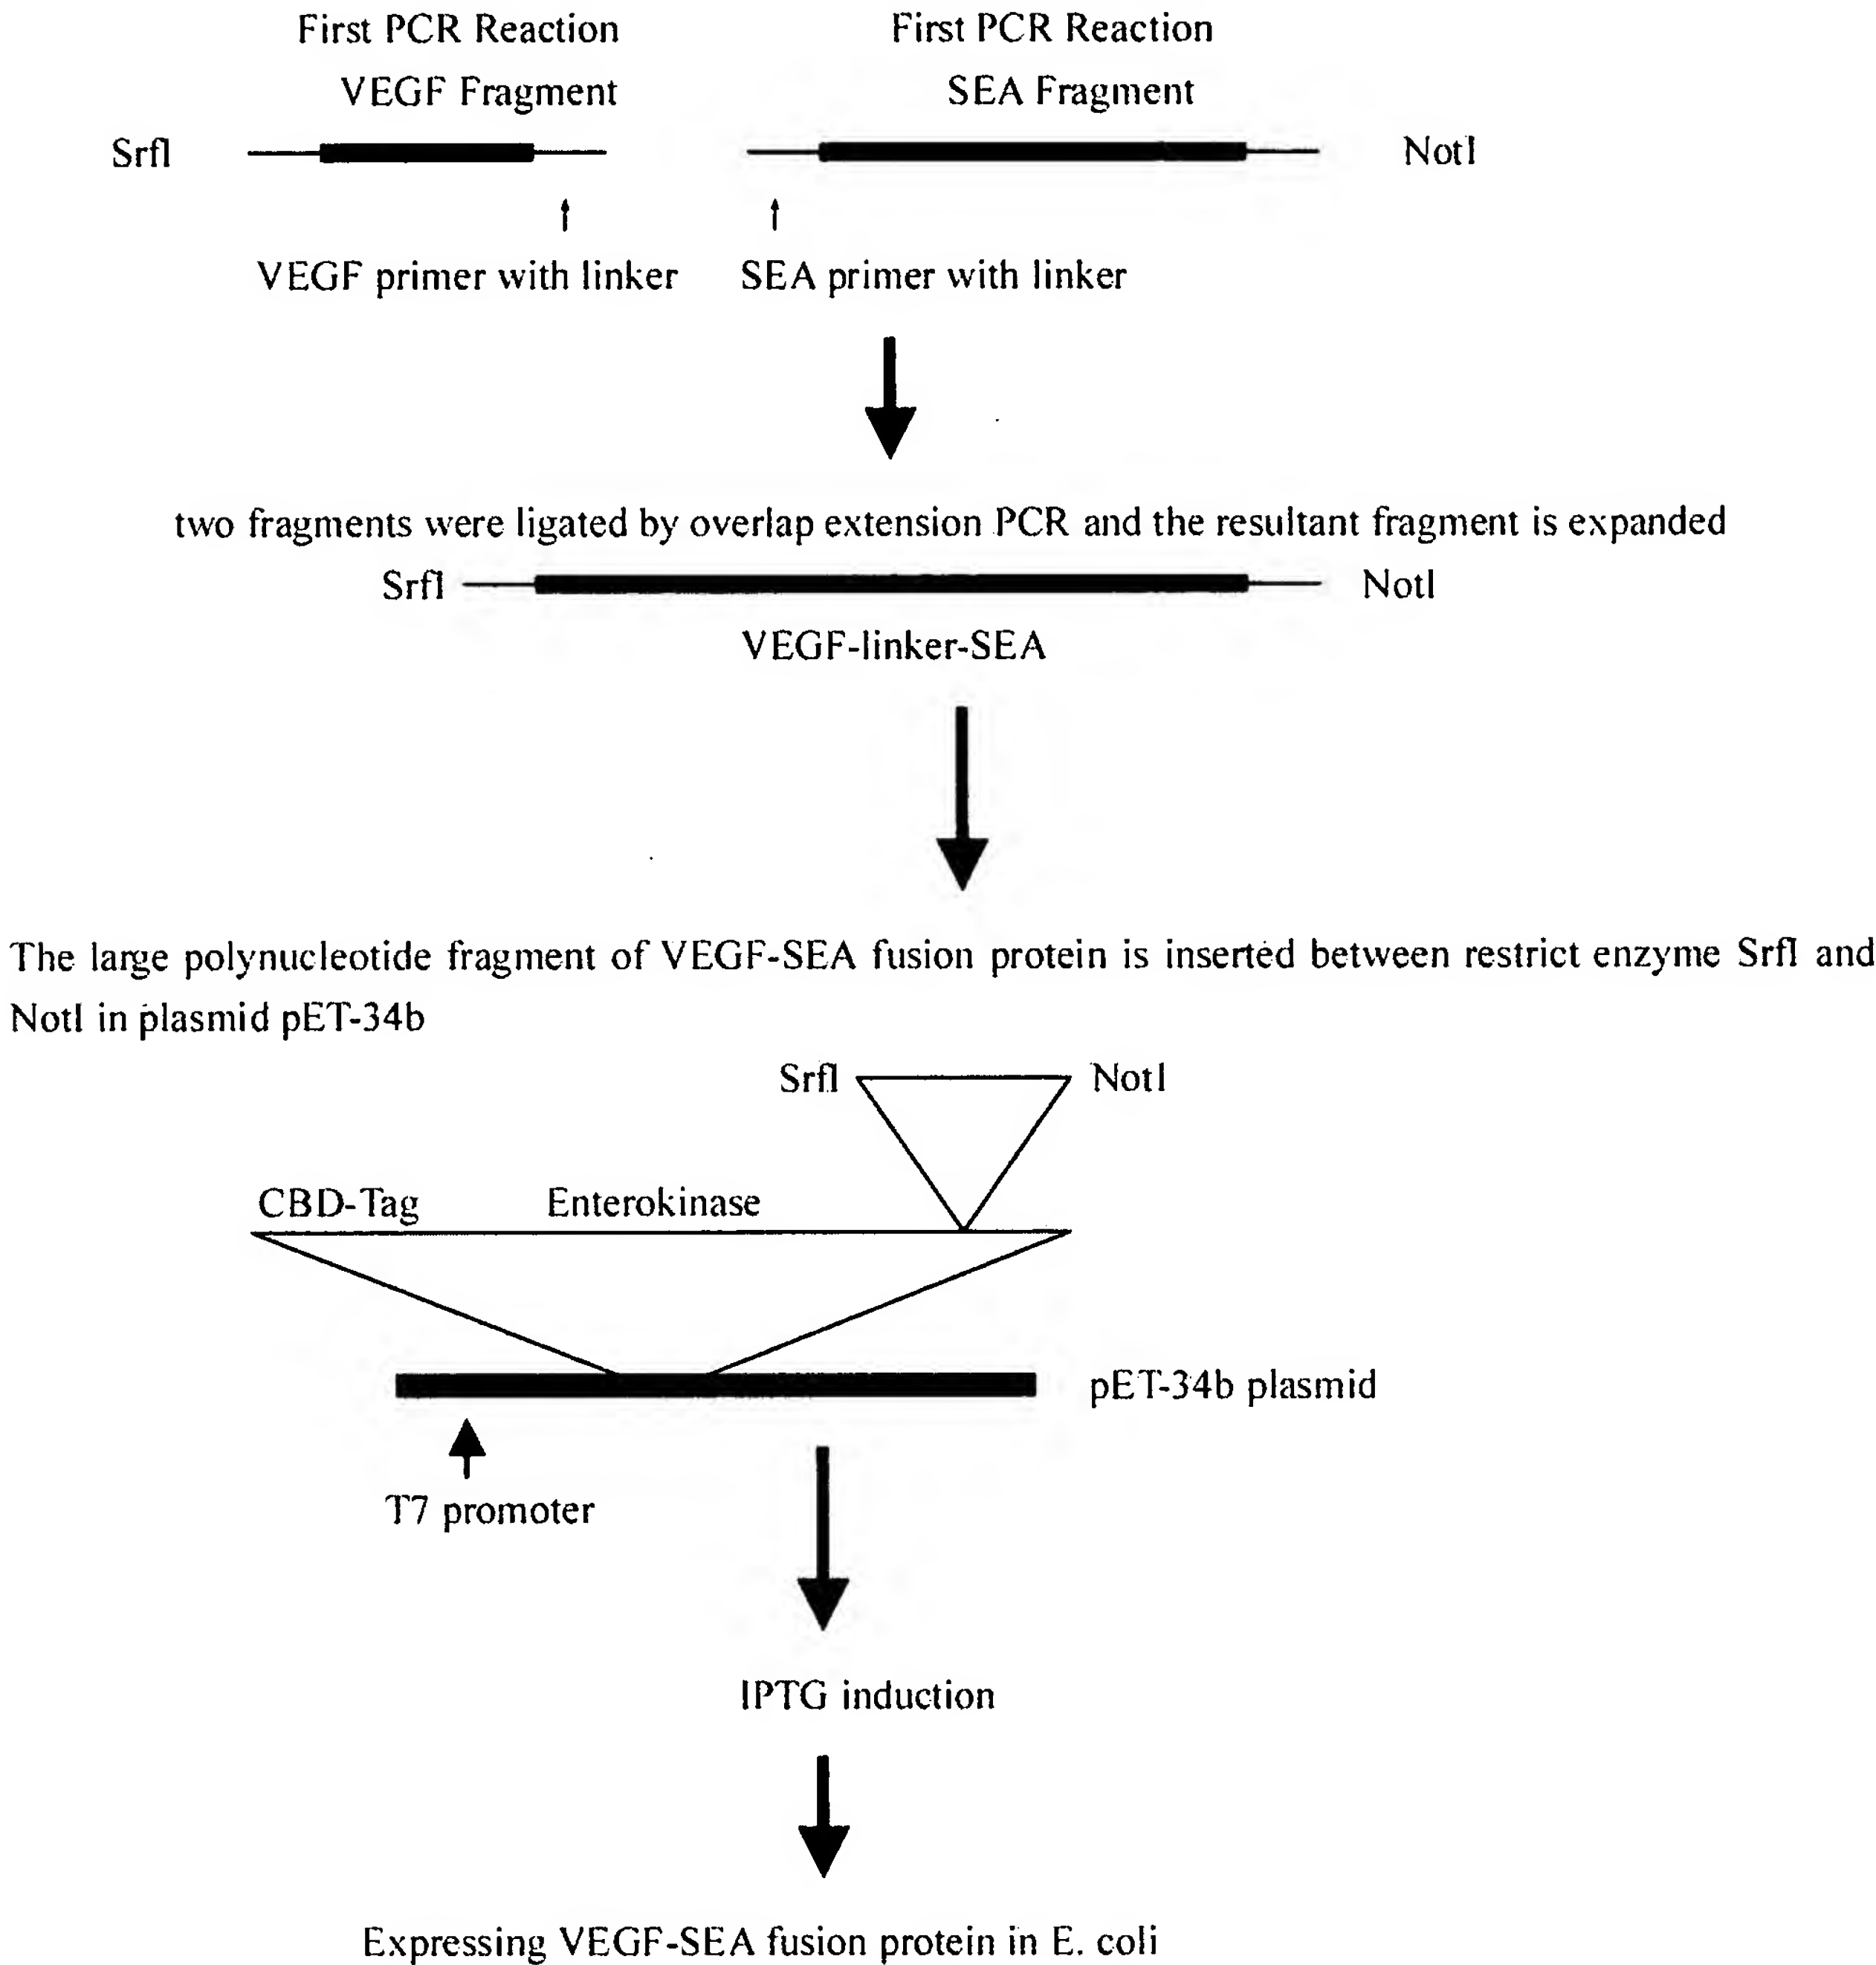 First PCR Reaction
First PCR Reaction
VEGF Fragment
SEA Fragment
SrfI
NotI
VEGF primer with linker
SEA primer with linker
two fragments were ligated by overlap extension PCR and the resultant fragment is expanded
SrfI
NotI
VEGF-linker-SEA
The large polynucleotide fragment of VEGF-SEA fusion protein is inserted between restrict enzyme SrfI and
NotI in plasmid pET-34b
SrfI
NotI
CBD-Tag
Enterokinase
pET-34b plasmid
T7 promoter
IPTG induction
Expressing VEGF-SEA fusion protein in E. coli